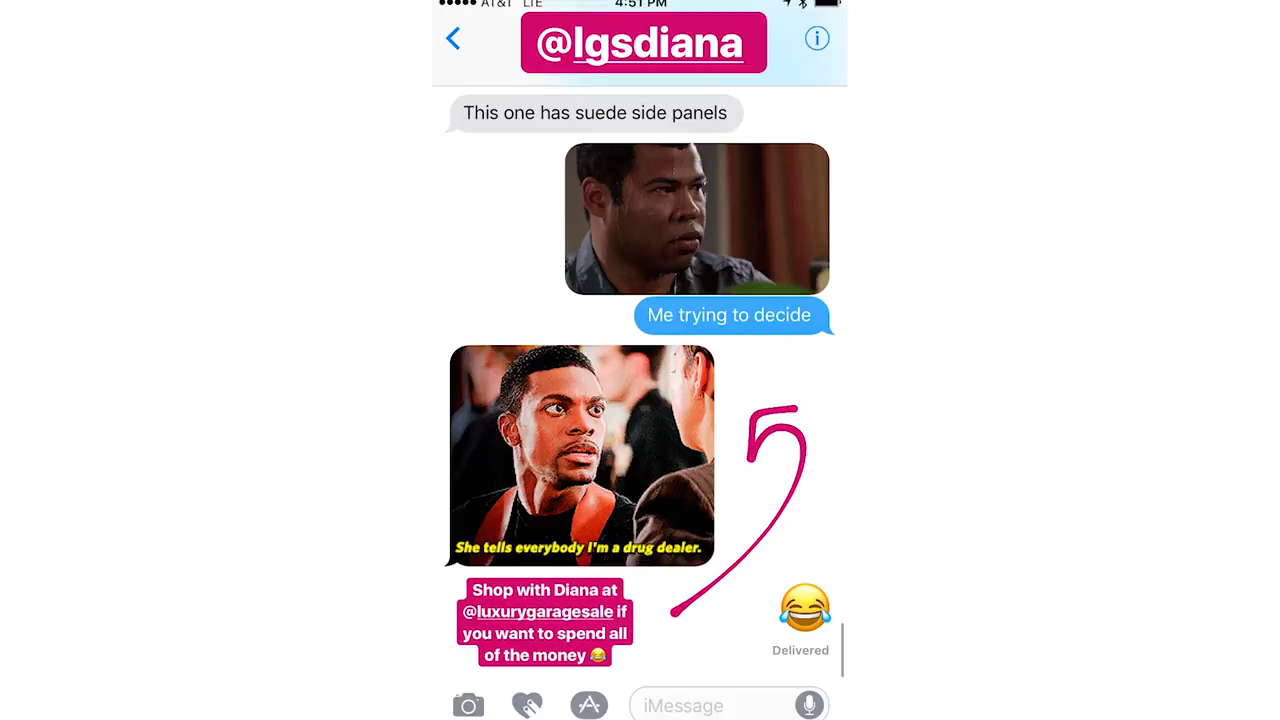 AT&T LTE 4:51 PM
@lgsdiana
This one has suede side panels
Me trying to decide
She tells everybody I'm a drug dealer.
Shop with Diana at
@luxurygaragesale if
you want to spend all
of the money 😂
😂
Delivered
iMessage